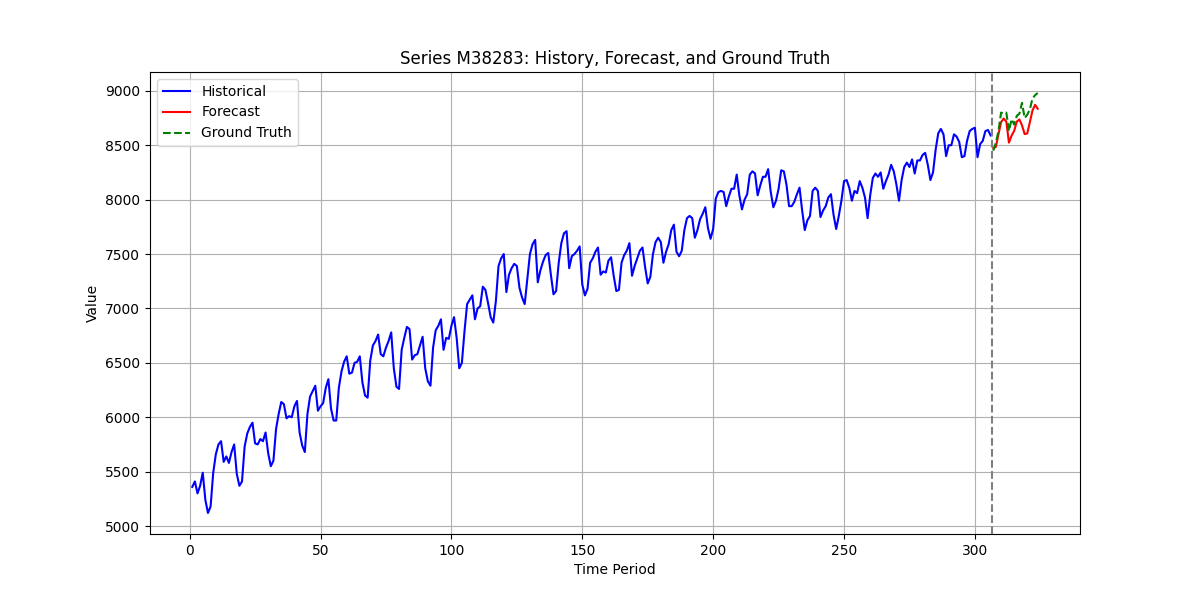 Series M38283: History, Forecast, and Ground Truth
Historical
Forecast
Ground Truth
9000
8500
8000
7500
7000
6500
6000
5500
5000
Value
0 50 100 150 200 250 300
Time Period